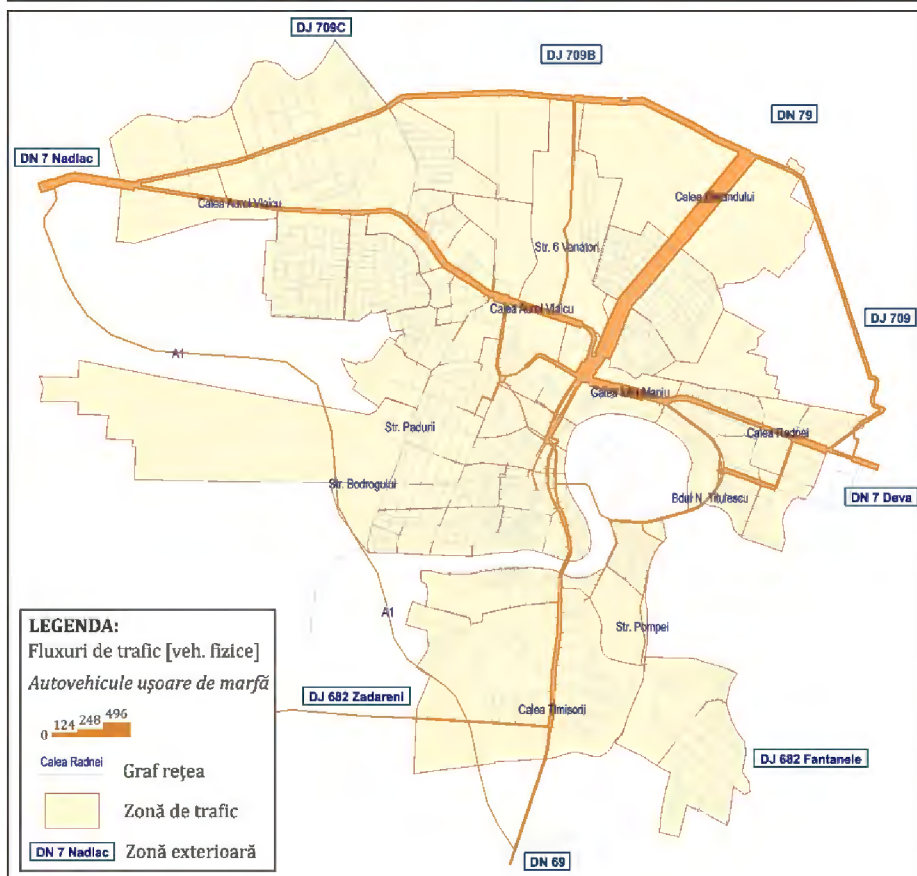 DJ 709C
DJ 709B
DN 79
DN 7 Nadlac
Calea Aurel Vlaicu
Calea
Str. 6 Vanatori
Calea Aurel Vlaicu
DJ 709
A1
Calea Iuliu Maniu
Str. Padurii
Calea Radnei
Str. Bodrogului
Bdul N. Titulescu
DN 7 Deva
A1
Str. Pompei
DJ 682 Zadareni
Calea Timisorii
DJ 682 Fantanele
DN 69
LEGENDA:
Fluxuri de trafic [veh. fizice]
Autovehicule ușoare de marfă
0 124 248 496
Calea Radnei
Graf rețea
Zonă de trafic
DN 7 Nadlac Zonă exterioară